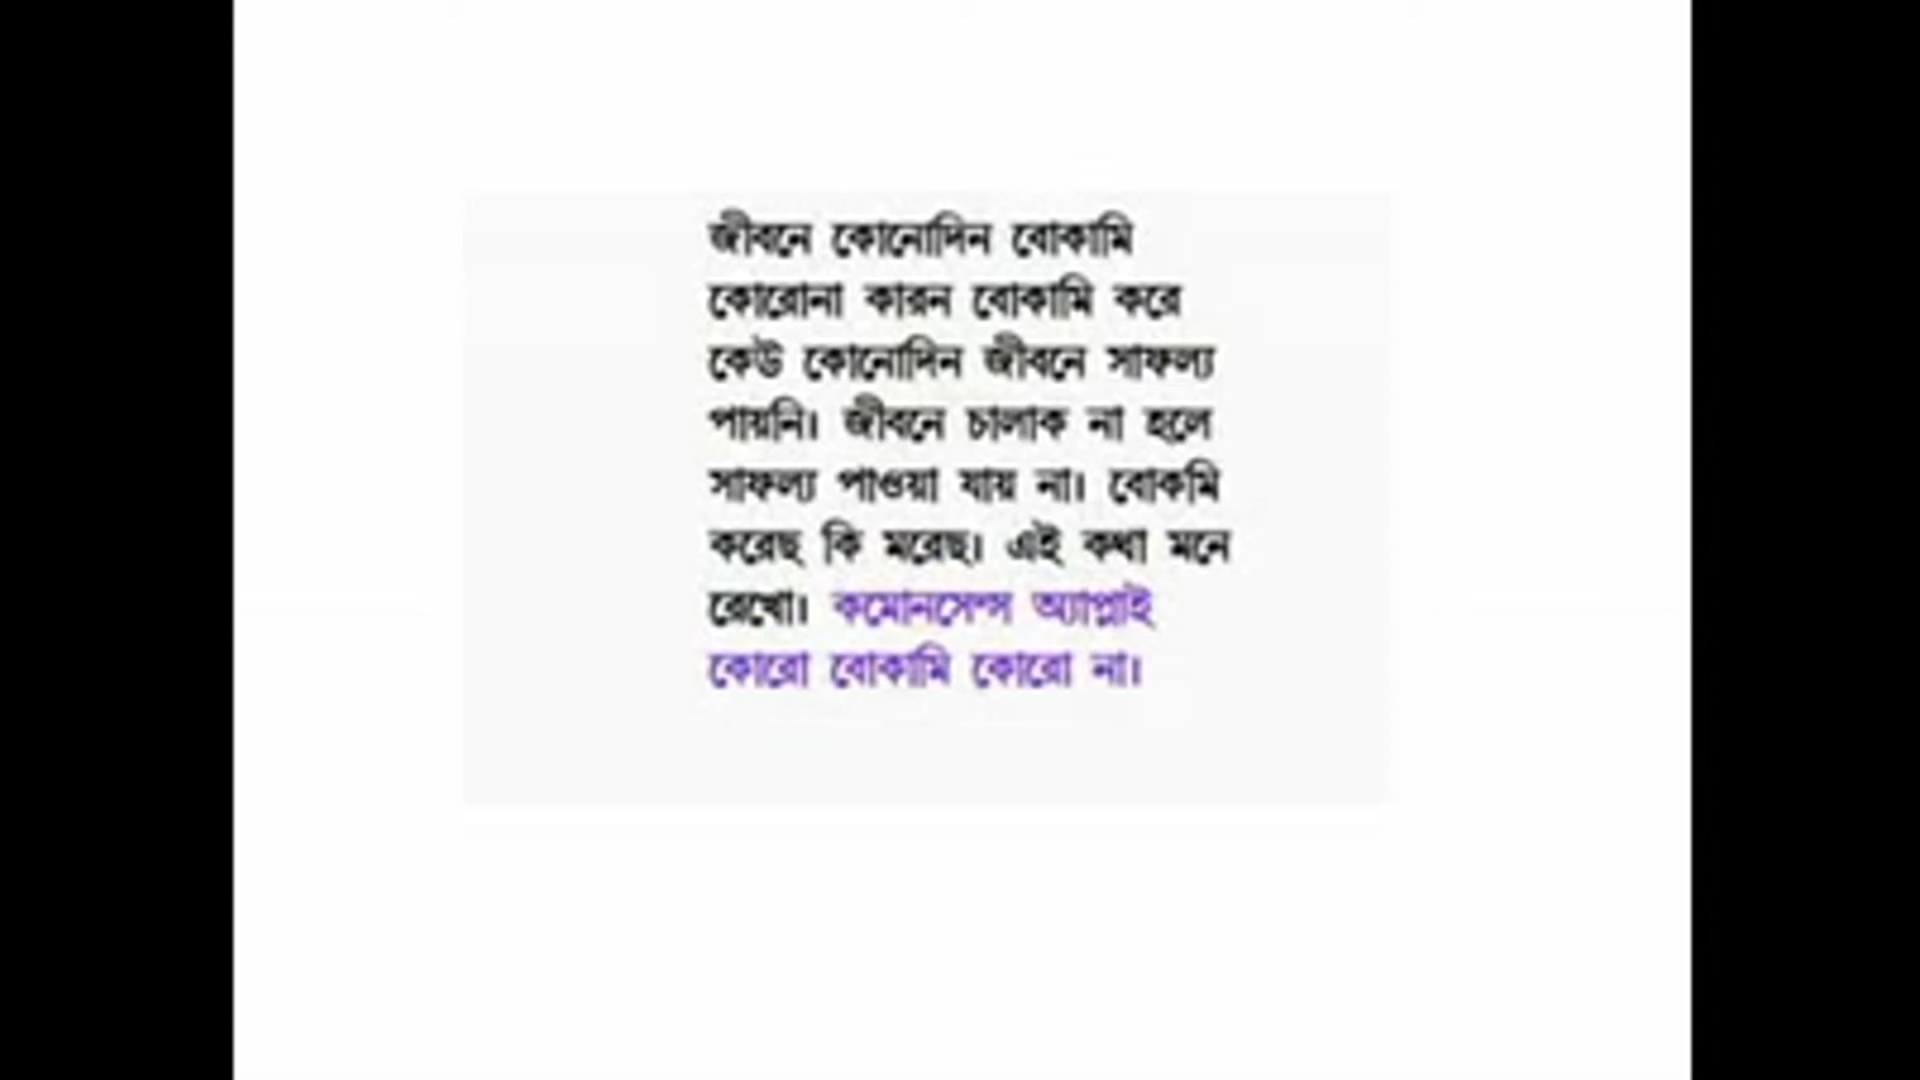 জীবনে কোনোদিন বোকামি
কোরোনা কারন বোকামি করে
কেউ কোনোদিন জীবনে সাফল্য
পায়নি। জীবনে চালাক না হলে
সাফল্য পাওয়া যায় না। বোকমি
করেছ কি মরেছ। এই কথা মনে
রেখো। কমোনসেন্স অ্যাপ্লাই
কোরো বোকামি কোরো না।